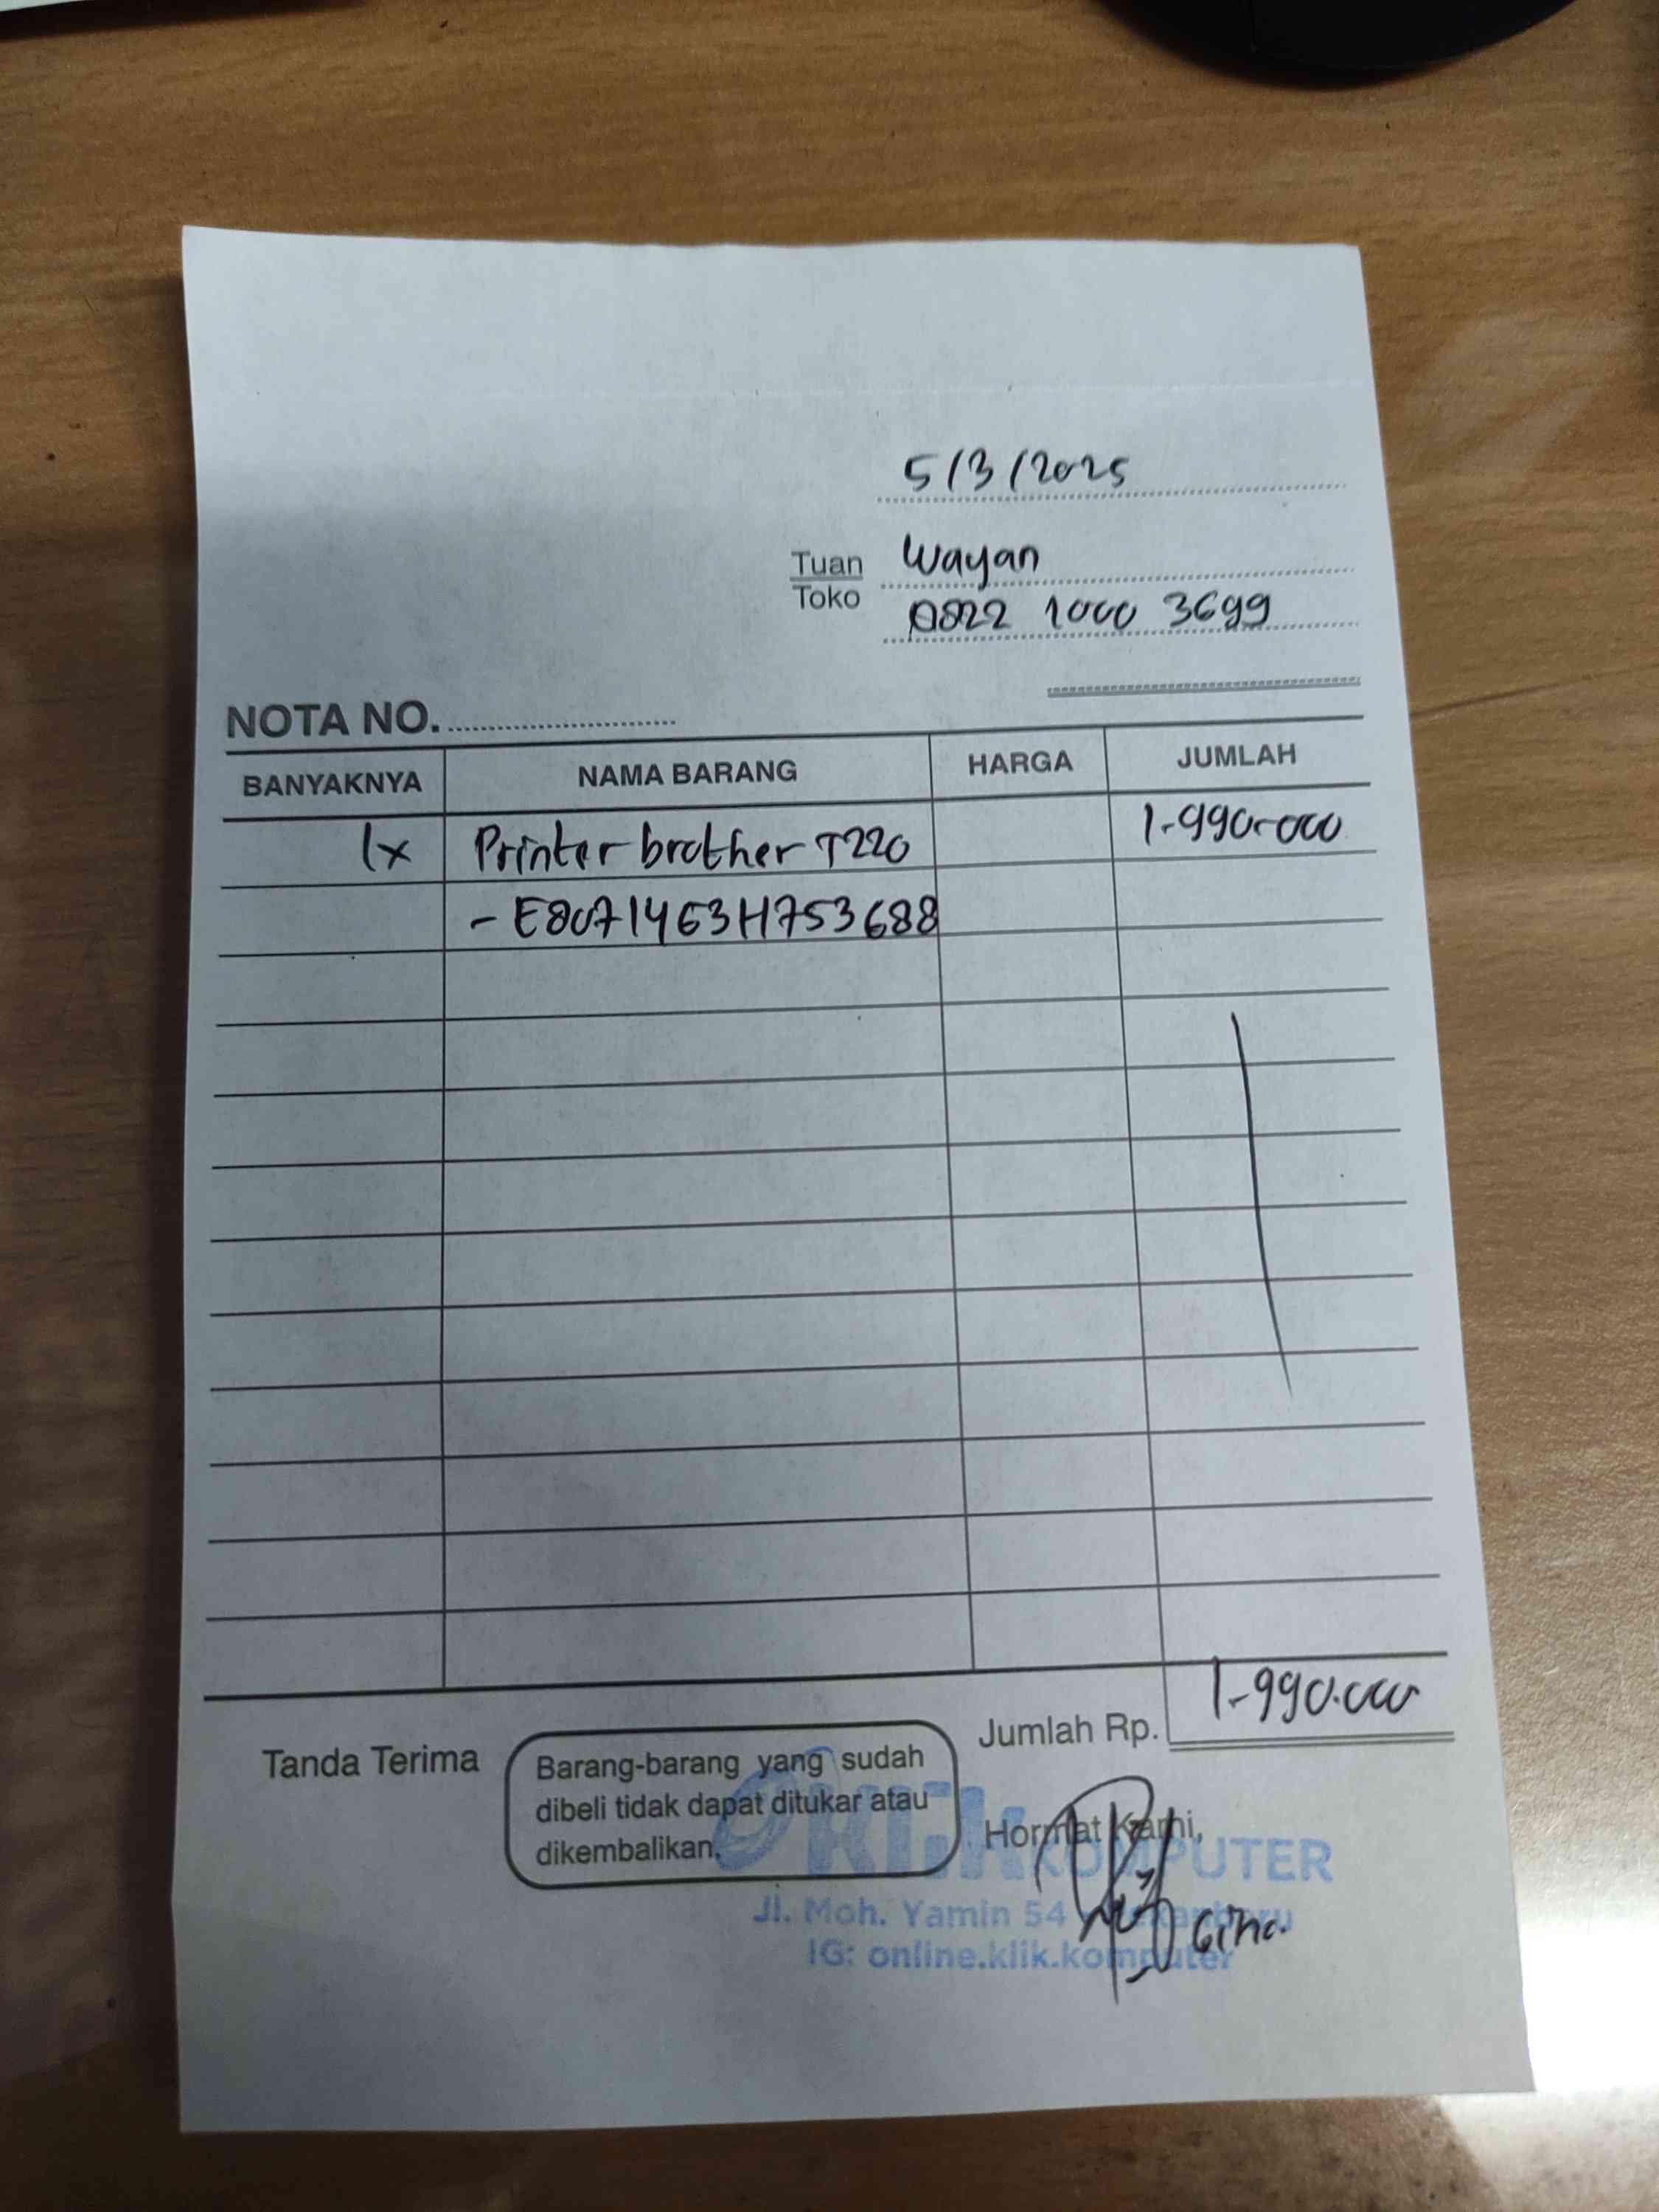 5/3/2025
Tuan Wayan
Toko 0822 1000 3699
NOTA NO.
BANYAKNYA NAMA BARANG HARGA JUMLAH
1x Printer brother T220 1.990.000
- E8071463H753688
Jumlah Rp. 1.990.000
Tanda Terima
Barang-barang yang sudah
dibeli tidak dapat ditukar atau
dikembalikan.
Hormat Kami,
KLIK KOMPUTER
Jl. Moh. Yamin 54 Pekanbaru
IG: online.klik.komputer